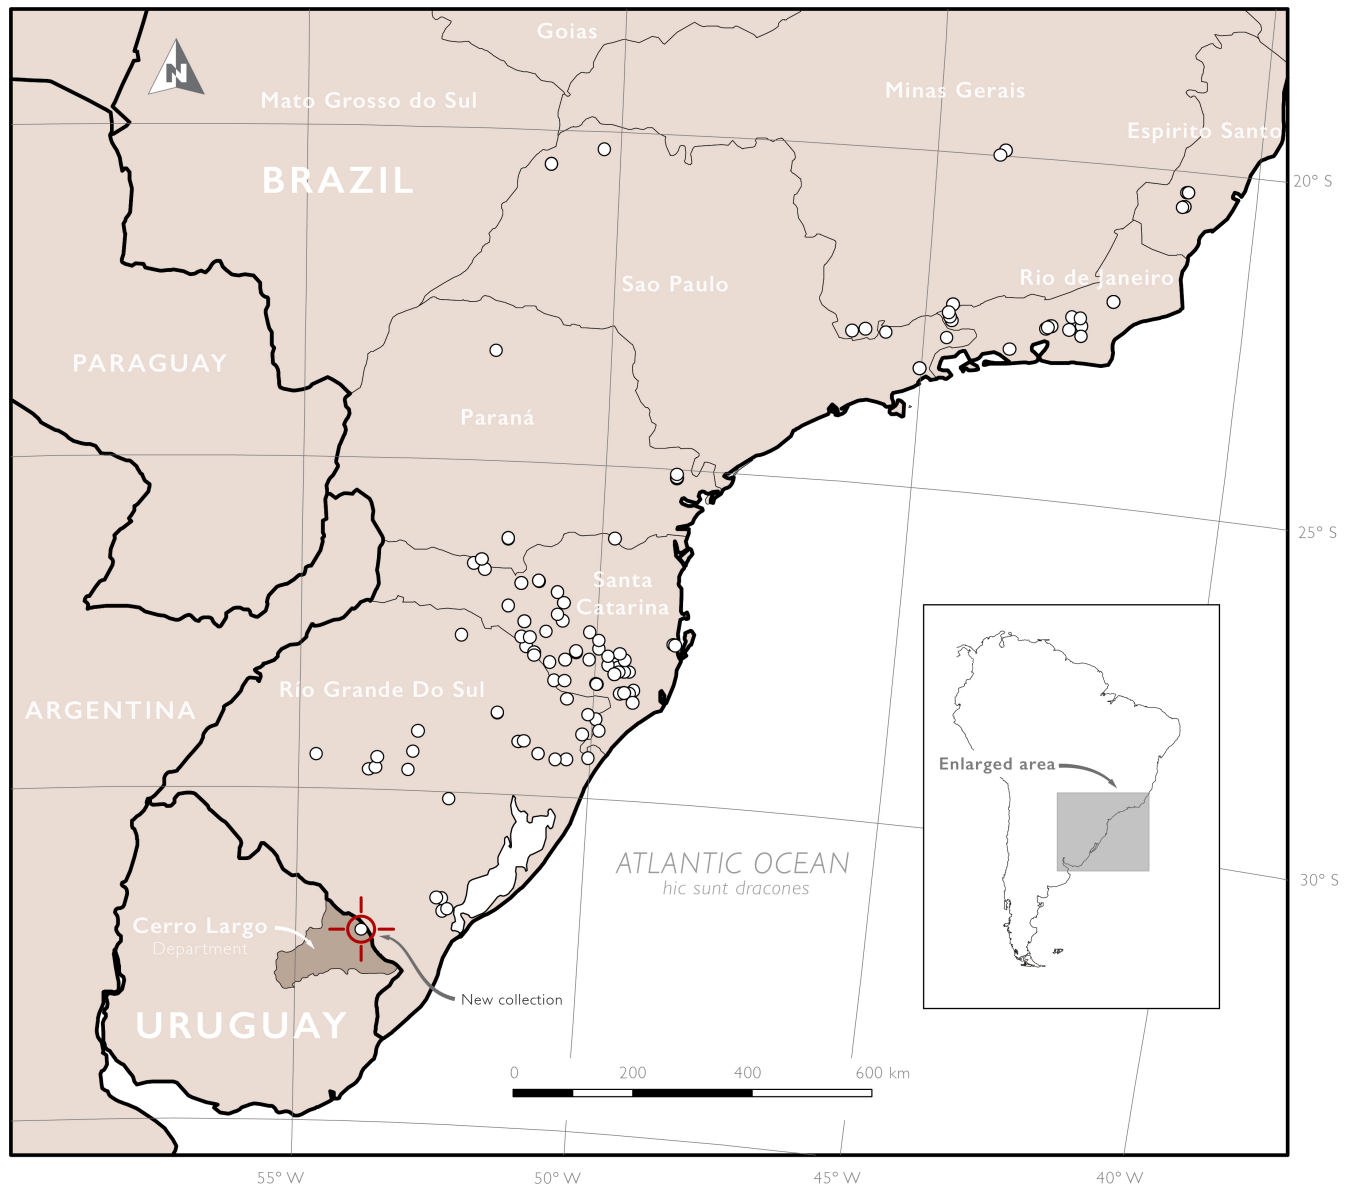 Goias
N
Mato Grosso do Sul
Minas Gerais
Espirito Santo
BRAZIL
20° S
Sao Paulo
Rio de Janeiro
PARAGUAY
Paraná
25° S
Santa
Catarina
Río Grande Do Sul
ARGENTINA
Enlarged area
ATLANTIC OCEAN
hic sunt dracones
30° S
Cerro Largo
Department
New collection
URUGUAY
0 200 400 600 km
55° W 50° W 45° W 40° W